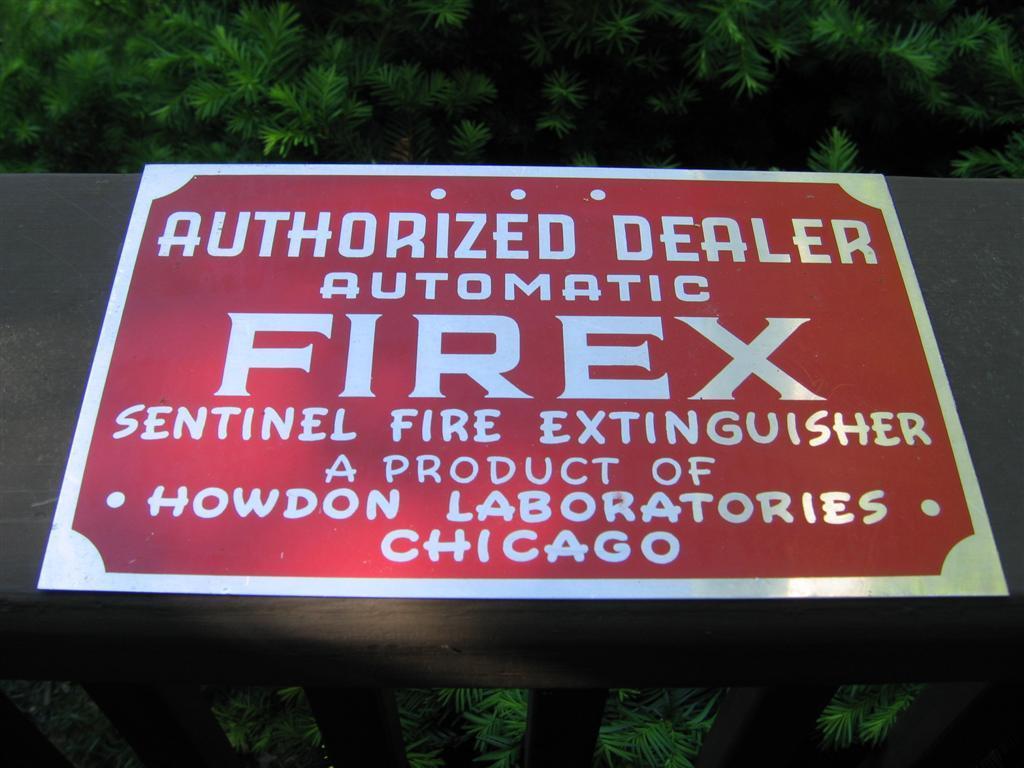 AUTHORIZED DEALER
AUTOMATIC
FIREX
SENTINEL FIRE EXTINGUISHER
A PRODUCT OF
• HOWDON LABORATORIES •
CHICAGO